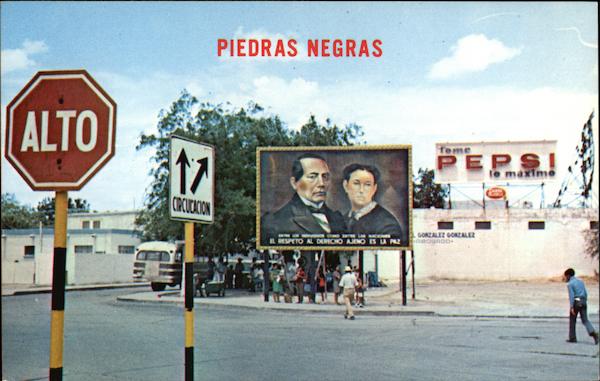 PIEDRAS NEGRAS
ALTO
CIRCULACION
ENTRE LOS INDIVIDUOS COMO ENTRE LAS NACIONES
EL RESPETO AL DERECHO AJENO ES LA PAZ
Tome
PEPSI
lo máximo
GONZALEZ GONZALEZ
ABOGADO